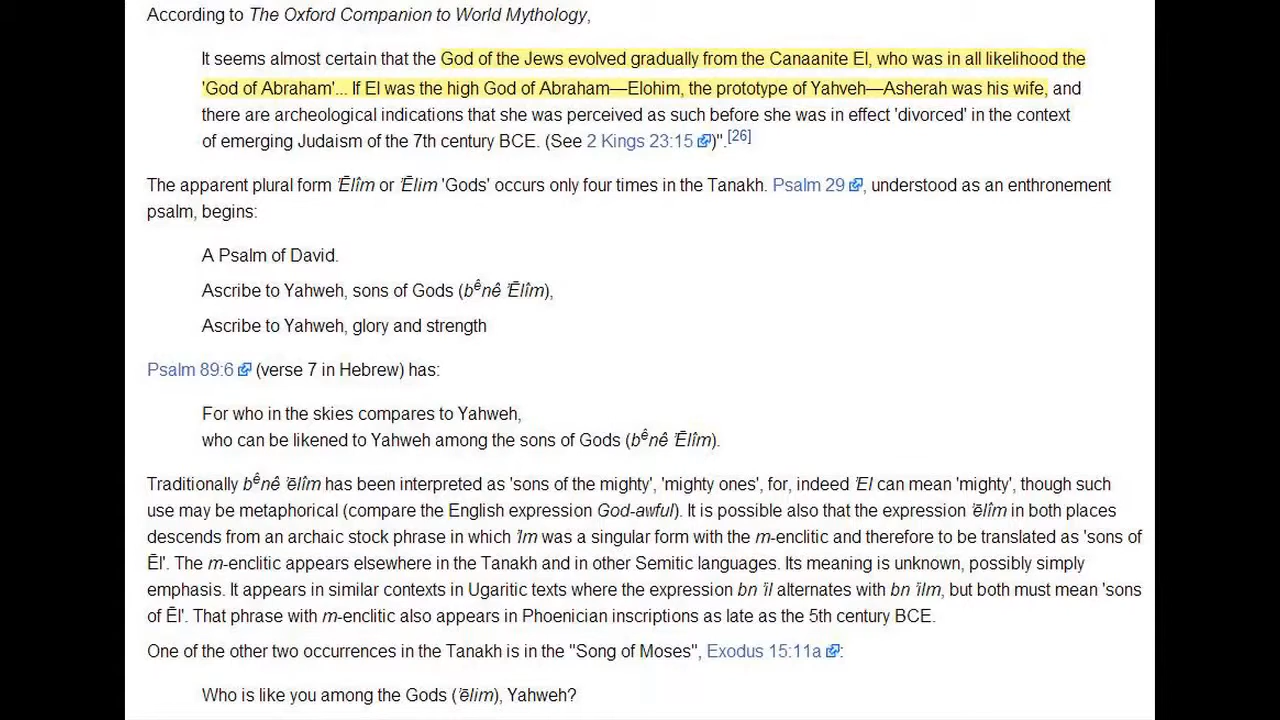 According to The Oxford Companion to World Mythology,
It seems almost certain that the God of the Jews evolved gradually from the Canaanite El, who was in all likelihood the
'God of Abraham'... If El was the high God of Abraham—Elohim, the prototype of Yahveh—Asherah was his wife, and
there are archeological indications that she was perceived as such before she was in effect 'divorced' in the context
of emerging Judaism of the 7th century BCE. (See 2 Kings 23:15)".[26]
The apparent plural form ʼĒlîm or ʼĒlim 'Gods' occurs only four times in the Tanakh. Psalm 29, understood as an enthronement
psalm, begins:
A Psalm of David.
Ascribe to Yahweh, sons of Gods (bênê ʼĒlîm),
Ascribe to Yahweh, glory and strength
Psalm 89:6 (verse 7 in Hebrew) has:
For who in the skies compares to Yahweh,
who can be likened to Yahweh among the sons of Gods (bênê ʼĒlîm).
Traditionally bênê ʼēlîm has been interpreted as 'sons of the mighty', 'mighty ones', for, indeed ʼEl can mean 'mighty', though such
use may be metaphorical (compare the English expression God-awful). It is possible also that the expression ʼēlîm in both places
descends from an archaic stock phrase in which ʼlm was a singular form with the m-enclitic and therefore to be translated as 'sons of
Ēl'. The m-enclitic appears elsewhere in the Tanakh and in other Semitic languages. Its meaning is unknown, possibly simply
emphasis. It appears in similar contexts in Ugaritic texts where the expression bn ʼil alternates with bn ʼilm, but both must mean 'sons
of Ēl'. That phrase with m-enclitic also appears in Phoenician inscriptions as late as the 5th century BCE.
One of the other two occurrences in the Tanakh is in the "Song of Moses", Exodus 15:11a:
Who is like you among the Gods (ʼēlim), Yahweh?